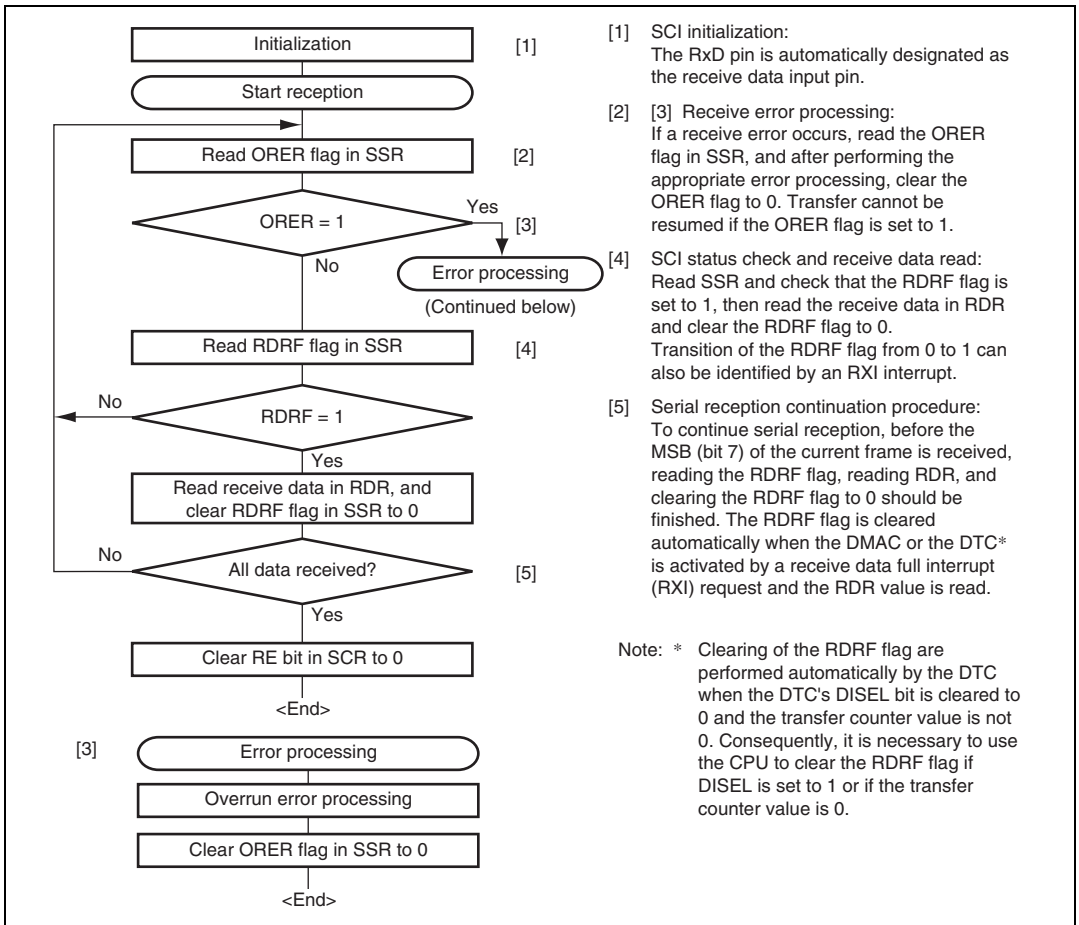 Initialization
[1]
Start reception
Read ORER flag in SSR
[2]
ORER = 1
Yes
[3]
No
Error processing
(Continued below)
Read RDRF flag in SSR
[4]
No
RDRF = 1
Yes
Read receive data in RDR, and
clear RDRF flag in SSR to 0
No
All data received?
[5]
Yes
Clear RE bit in SCR to 0
<End>
[3]
Error processing
Overrun error processing
Clear ORER flag in SSR to 0
<End>
[1] SCI initialization:
The RxD pin is automatically designated as
the receive data input pin.
[2] [3] Receive error processing:
If a receive error occurs, read the ORER
flag in SSR, and after performing the
appropriate error processing, clear the
ORER flag to 0. Transfer cannot be
resumed if the ORER flag is set to 1.
[4] SCI status check and receive data read:
Read SSR and check that the RDRF flag is
set to 1, then read the receive data in RDR
and clear the RDRF flag to 0.
Transition of the RDRF flag from 0 to 1 can
also be identified by an RXI interrupt.
[5] Serial reception continuation procedure:
To continue serial reception, before the
MSB (bit 7) of the current frame is received,
reading the RDRF flag, reading RDR, and
clearing the RDRF flag to 0 should be
finished. The RDRF flag is cleared
automatically when the DMAC or the DTC*
is activated by a receive data full interrupt
(RXI) request and the RDR value is read.
Note: * Clearing of the RDRF flag are
performed automatically by the DTC
when the DTC's DISEL bit is cleared to
0 and the transfer counter value is not
0. Consequently, it is necessary to use
the CPU to clear the RDRF flag if
DISEL is set to 1 or if the transfer
counter value is 0.